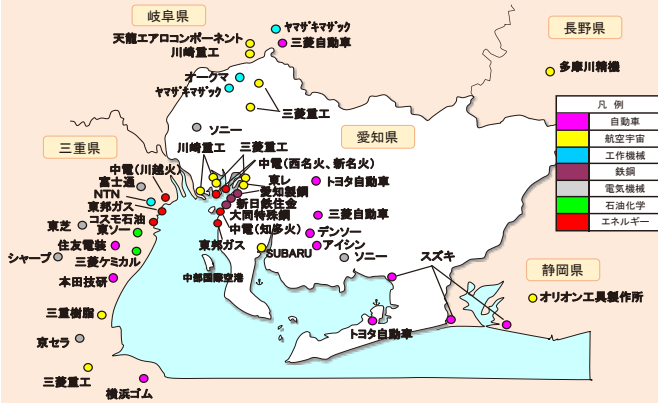 岐阜県
ヤマザキマザック
天龍エアロコンポーネント
三菱自動車
川崎重工
長野県
多摩川精機
オークマ
ヤマザキマザック
三菱重工
凡 例
自動車
航空宇宙
工作機械
鉄鋼
電気機械
石油化学
エネルギー
ソニー
愛知県
三重県
川崎重工
三菱重工
中電(川越火)
中電(西名火、新名火)
富士通
東レ
トヨタ自動車
NTN
愛知製鋼
東邦ガス
新日鉄住金
コスモ石油
大同特殊鋼
三菱自動車
東芝
東ソー
中電(知多火)
デンソー
住友電装
東邦ガス
アイシン
シャープ
三菱ケミカル
SUBARU
ソニー
スズキ
中部国際空港
静岡県
本田技研
オリオン工具製作所
三重樹脂
トヨタ自動車
京セラ
三菱重工
横浜ゴム